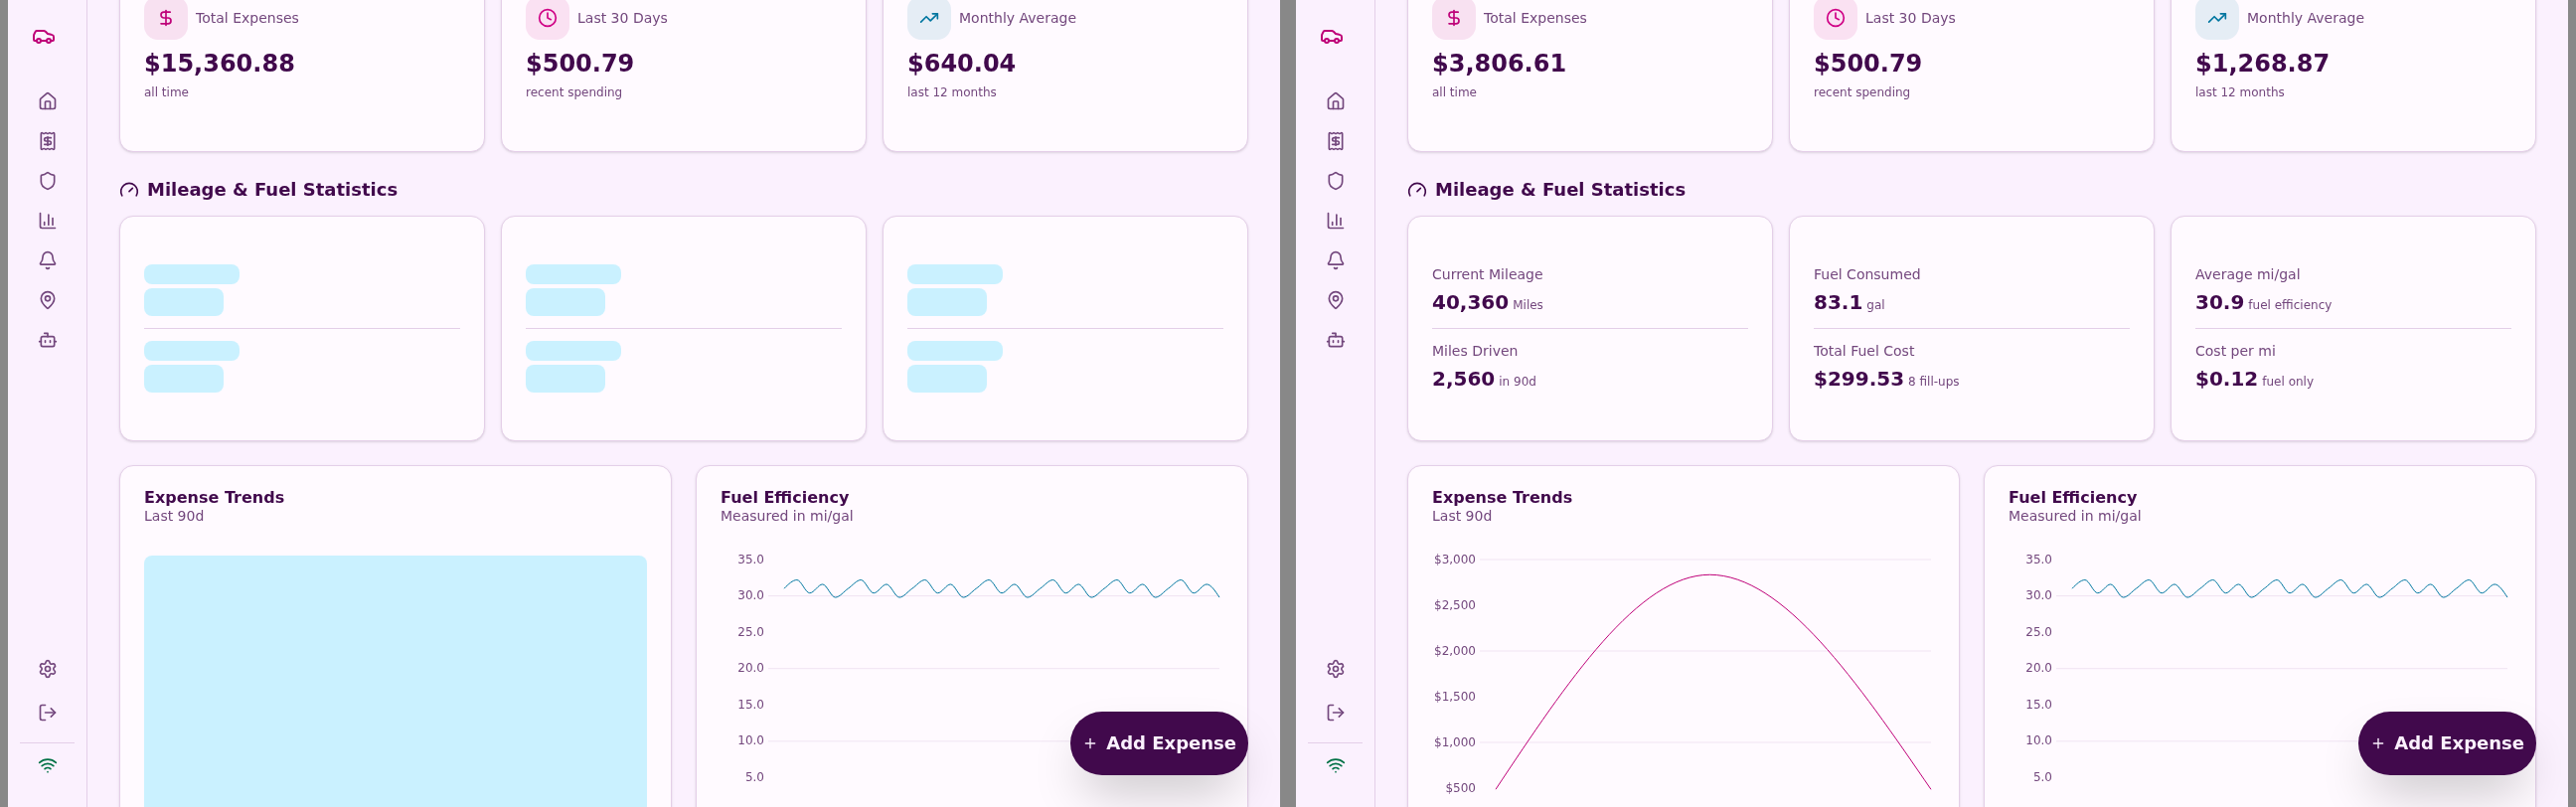 Total Expenses
$15,360.88
all time
Last 30 Days
$500.79
recent spending
Monthly Average
$640.04
last 12 months
Mileage & Fuel Statistics
Expense Trends
Last 90d
Fuel Efficiency
Measured in mi/gal
35.0
30.0
25.0
20.0
15.0
10.0
5.0
+ Add Expense
Total Expenses
$3,806.61
all time
Last 30 Days
$500.79
recent spending
Monthly Average
$1,268.87
last 12 months
Mileage & Fuel Statistics
Current Mileage
40,360 Miles
Miles Driven
2,560 in 90d
Fuel Consumed
83.1 gal
Total Fuel Cost
$299.53 8 fill-ups
Average mi/gal
30.9 fuel efficiency
Cost per mi
$0.12 fuel only
Expense Trends
Last 90d
$3,000
$2,500
$2,000
$1,500
$1,000
$500
Fuel Efficiency
Measured in mi/gal
35.0
30.0
25.0
20.0
15.0
10.0
5.0
+ Add Expense